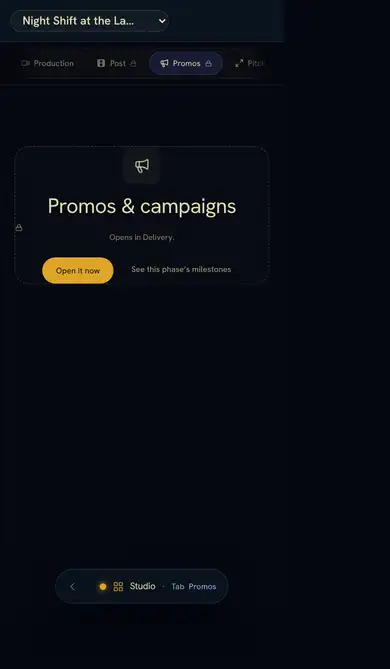 Night Shift at the La...
Production Post Promos Pitch
Promos & campaigns
Opens in Delivery.
Open it now See this phase's milestones
Studio · Tab Promos